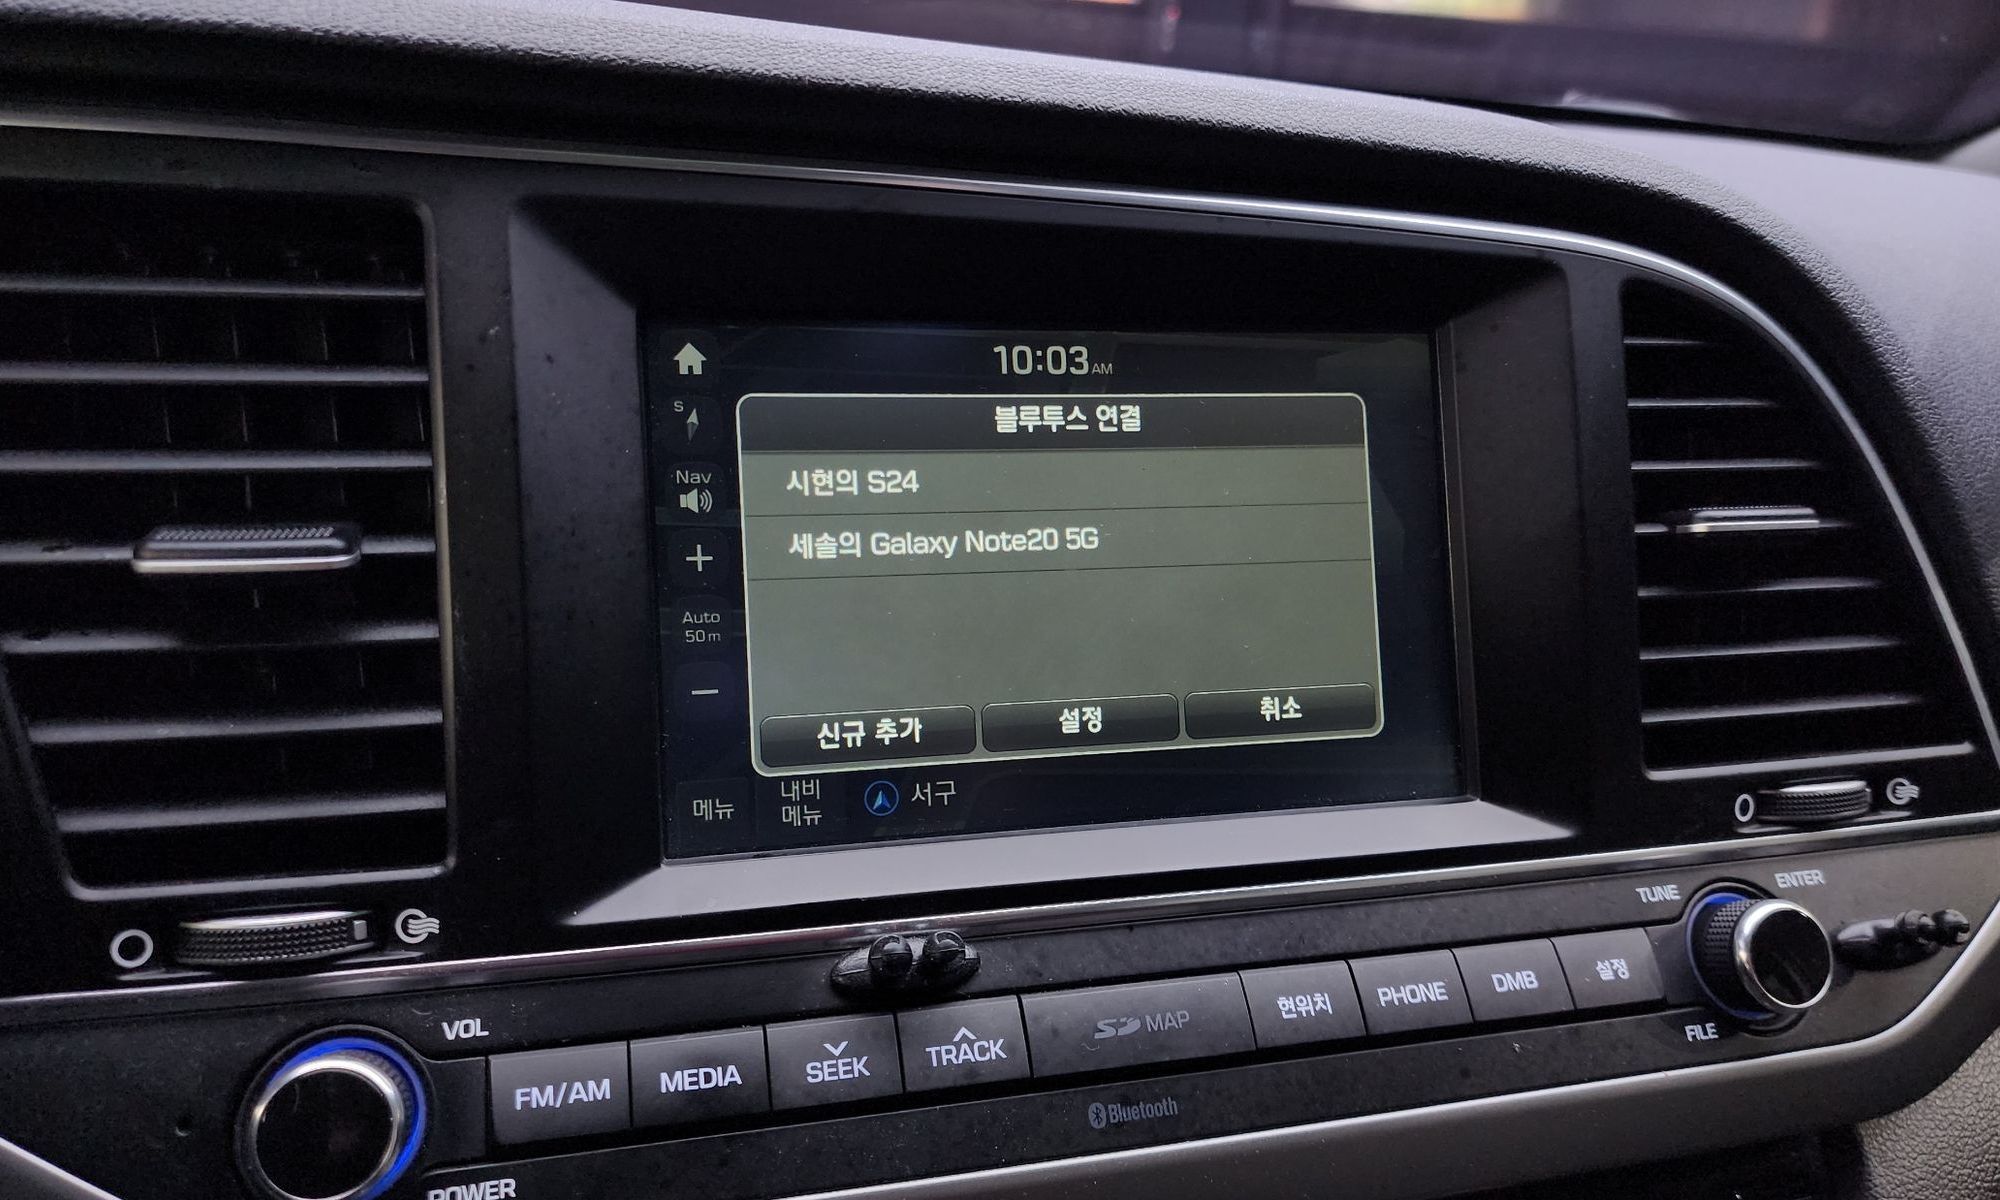 10:03 AM
블루투스 연결
S
시현의 S24
Nav
세솔의 Galaxy Note20 5G
Auto
50m
신규 추가
설정
취소
메뉴
내비
메뉴
서구
VOL
FM/AM
MEDIA
SEEK
TRACK
SD MAP
현위치
PHONE
DMB
설정
TUNE
ENTER
FILE
Bluetooth
POWER